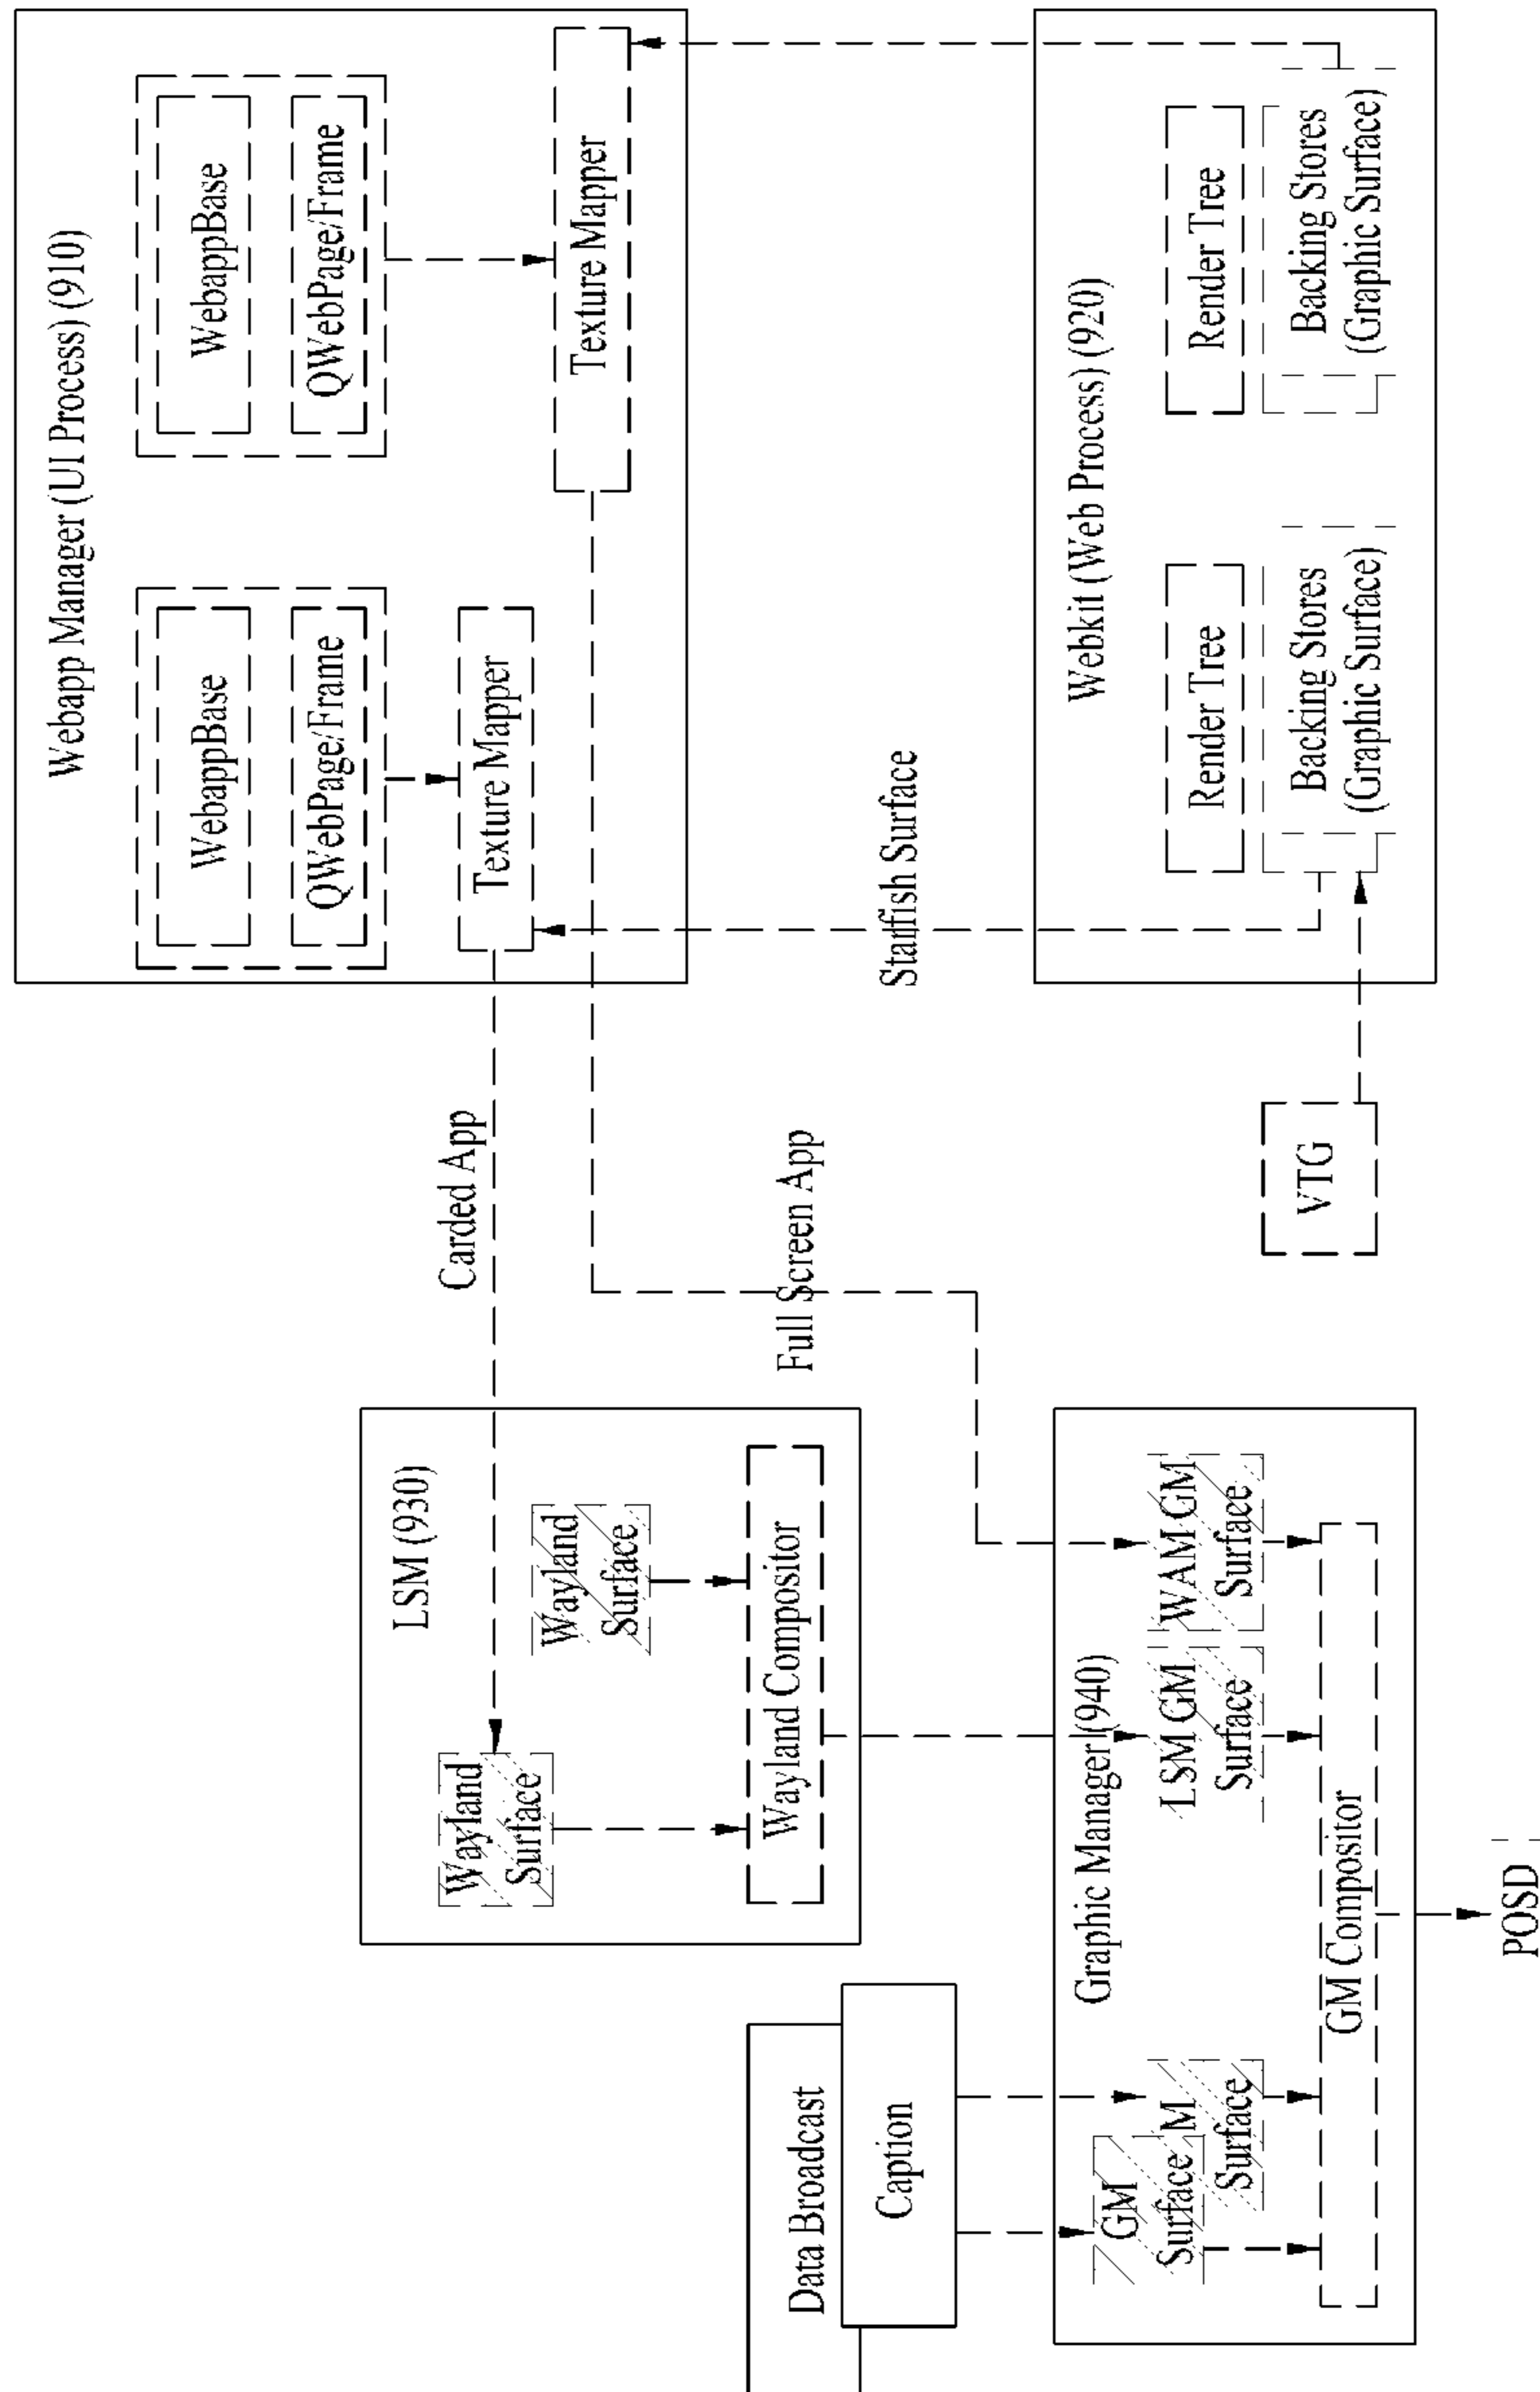 Webapp Manager (UI Process) (910)
WebappBase
QWebPage/Frame
Texture Mapper
WebappBase
QWebPage/Frame
Texture Mapper
Carded App
LSM (930)
Wayland
Surface
Wayland
Surface
Wayland Compositor
Full Screen App
Starfish Surface
Data Broadcast
Caption
Graphic Manager (940)
GM
Surface
M
Surface
LSM GM
Surface
WAM GM
Surface
GM Compositor
POSD
VTG
Webkit (Web Process) (920)
Render Tree
Backing Stores
(Graphic Surface)
Render Tree
Backing Stores
(Graphic Surface)